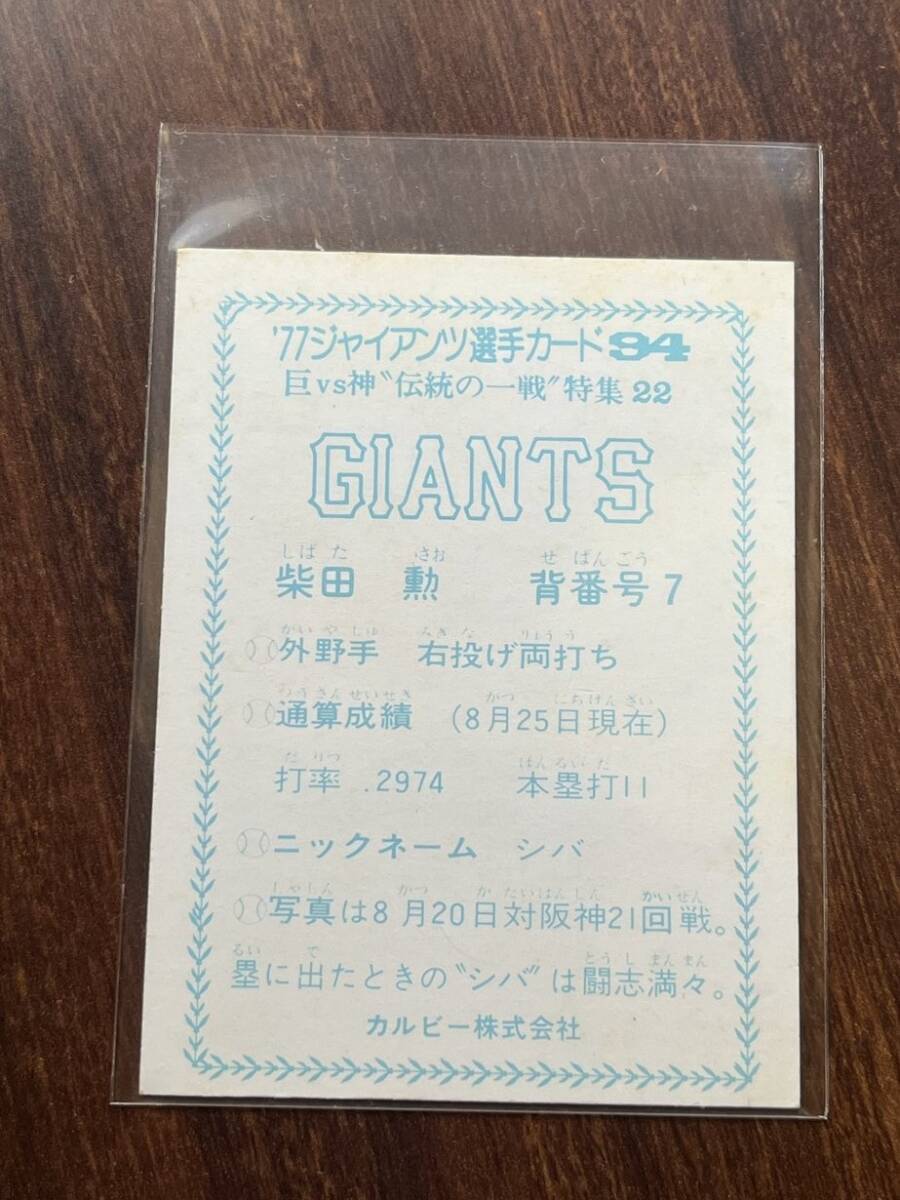 '77ジャイアンツ選手カード94
巨vs神〝伝統の一戦〟特集22
GIANTS
しばた さお せばんごう
柴田 勲 背番号7
がいやしゅ みぎな りょうう
外野手 右投げ両打ち
つうさんせいせき がつ にちげんざい
通算成績 (8月25日現在)
だりつ ほんるいだ
打率 .2974 本塁打11
ニックネーム シバ
しゃしん がつ か たいはんしん かいせん
写真は8月20日対阪神21回戦。
るい で とうしまんまん
塁に出たときの〝シバ〟は闘志満々。
カルビー株式会社